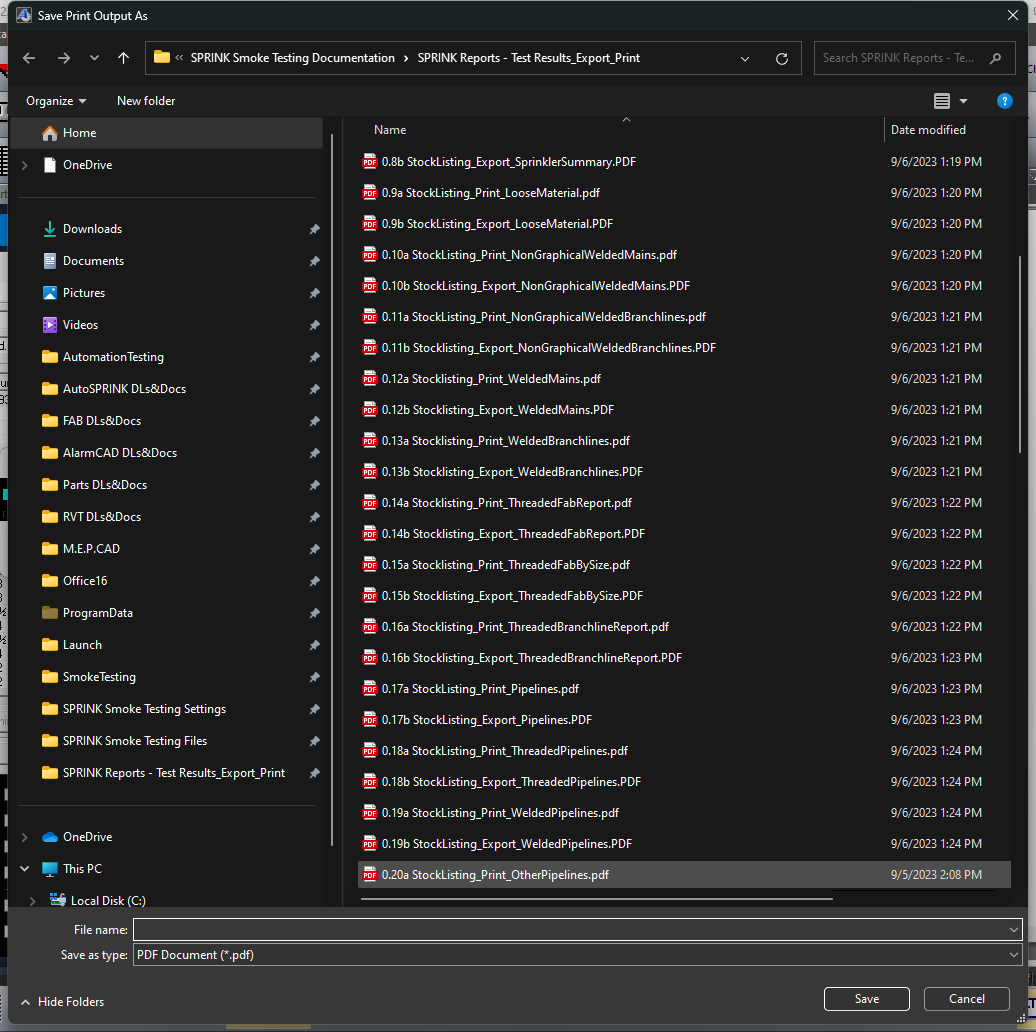 Save Print Output As
« SPRINK Smoke Testing Documentation › SPRINK Reports - Test Results_Export_Print
Search SPRINK Reports - Te...
Organize
New folder
?
Home
OneDrive
Downloads
Documents
Pictures
Videos
AutomationTesting
AutoSPRINK DLs&Docs
FAB DLs&Docs
AlarmCAD DLs&Docs
Parts DLs&Docs
RVT DLs&Docs
M.E.P.CAD
Office16
ProgramData
Launch
SmokeTesting
SPRINK Smoke Testing Settings
SPRINK Smoke Testing Files
SPRINK Reports - Test Results_Export_Print
OneDrive
This PC
Local Disk (C:)
Name Date modified
0.8b StockListing_Export_SprinklerSummary.PDF 9/6/2023 1:19 PM
0.9a StockListing_Print_LooseMaterial.pdf 9/6/2023 1:20 PM
0.9b StockListing_Export_LooseMaterial.PDF 9/6/2023 1:20 PM
0.10a StockListing_Print_NonGraphicalWeldedMains.pdf 9/6/2023 1:20 PM
0.10b StockListing_Export_NonGraphicalWeldedMains.PDF 9/6/2023 1:20 PM
0.11a StockListing_Print_NonGraphicalWeldedBranchlines.pdf 9/6/2023 1:21 PM
0.11b Stocklisting_Export_NonGraphicalWeldedBranchlines.PDF 9/6/2023 1:21 PM
0.12a Stocklisting_Print_WeldedMains.pdf 9/6/2023 1:21 PM
0.12b Stocklisting_Export_WeldedMains.PDF 9/6/2023 1:21 PM
0.13a Stocklisting_Print_WeldedBranchlines.pdf 9/6/2023 1:21 PM
0.13b Stocklisting_Export_WeldedBranchlines.PDF 9/6/2023 1:21 PM
0.14a Stocklisting_Print_ThreadedFabReport.pdf 9/6/2023 1:22 PM
0.14b Stocklisting_Export_ThreadedFabReport.PDF 9/6/2023 1:22 PM
0.15a Stocklisting_Print_ThreadedFabBySize.pdf 9/6/2023 1:22 PM
0.15b Stocklisting_Export_ThreadedFabBySize.PDF 9/6/2023 1:22 PM
0.16a Stocklisting_Print_ThreadedBranchlineReport.pdf 9/6/2023 1:22 PM
0.16b Stocklisting_Export_ThreadedBranchlineReport.PDF 9/6/2023 1:23 PM
0.17a StockListing_Print_Pipelines.pdf 9/6/2023 1:23 PM
0.17b StockListing_Export_Pipelines.PDF 9/6/2023 1:23 PM
0.18a StockListing_Print_ThreadedPipelines.pdf 9/6/2023 1:24 PM
0.18b StockListing_Export_ThreadedPipelines.PDF 9/6/2023 1:24 PM
0.19a StockListing_Print_WeldedPipelines.pdf 9/6/2023 1:24 PM
0.19b StockListing_Export_WeldedPipelines.PDF 9/6/2023 1:24 PM
0.20a StockListing_Print_OtherPipelines.pdf 9/5/2023 2:08 PM
File name:
Save as type: PDF Document (*.pdf)
Hide Folders
Save
Cancel